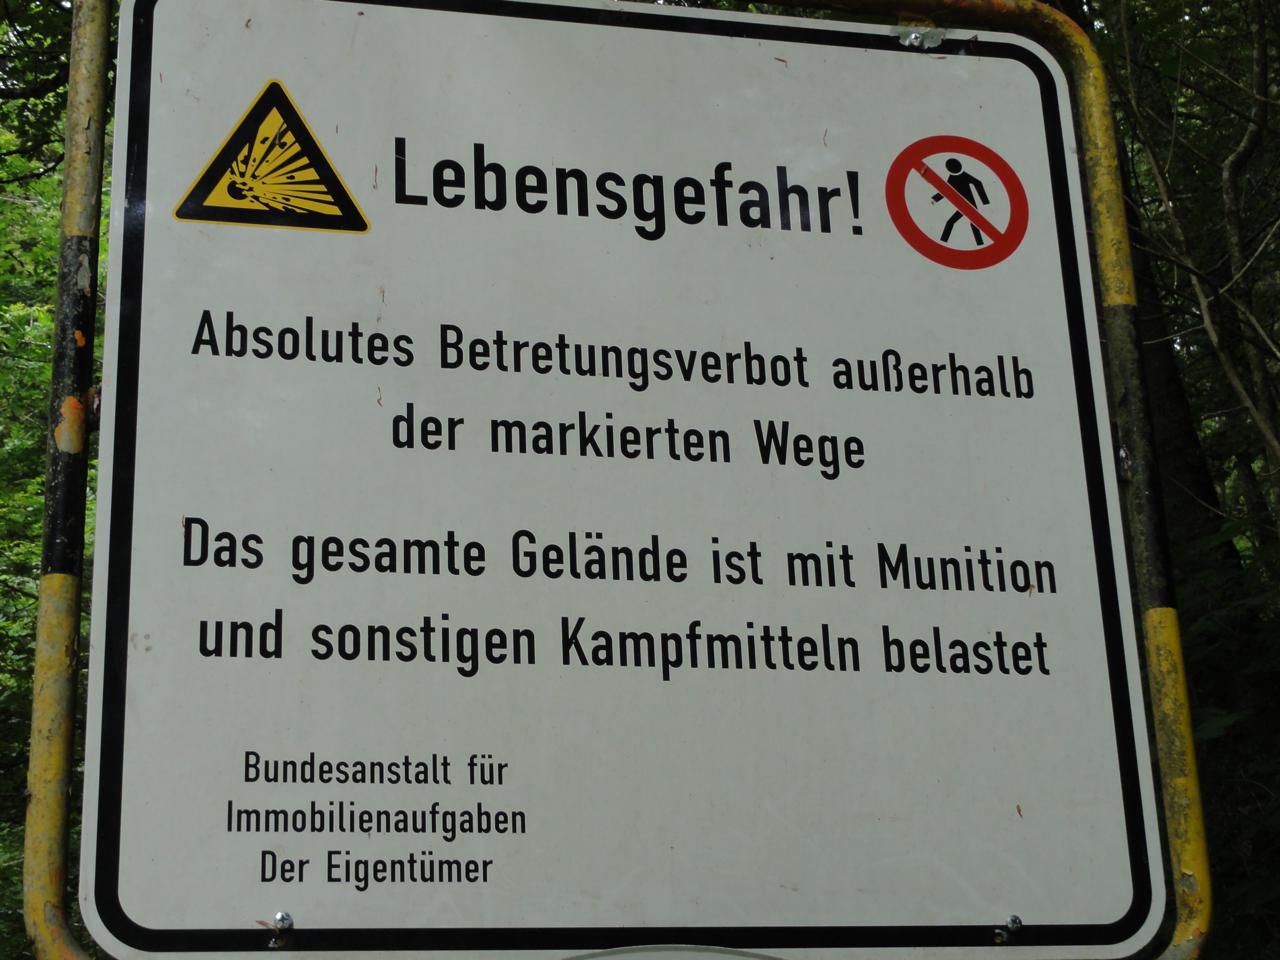 Lebensgefahr!
Absolutes Betretungsverbot außerhalb
der markierten Wege
Das gesamte Gelände ist mit Munition
und sonstigen Kampfmitteln belastet
Bundesanstalt für
Immobilienaufgaben
Der Eigentümer